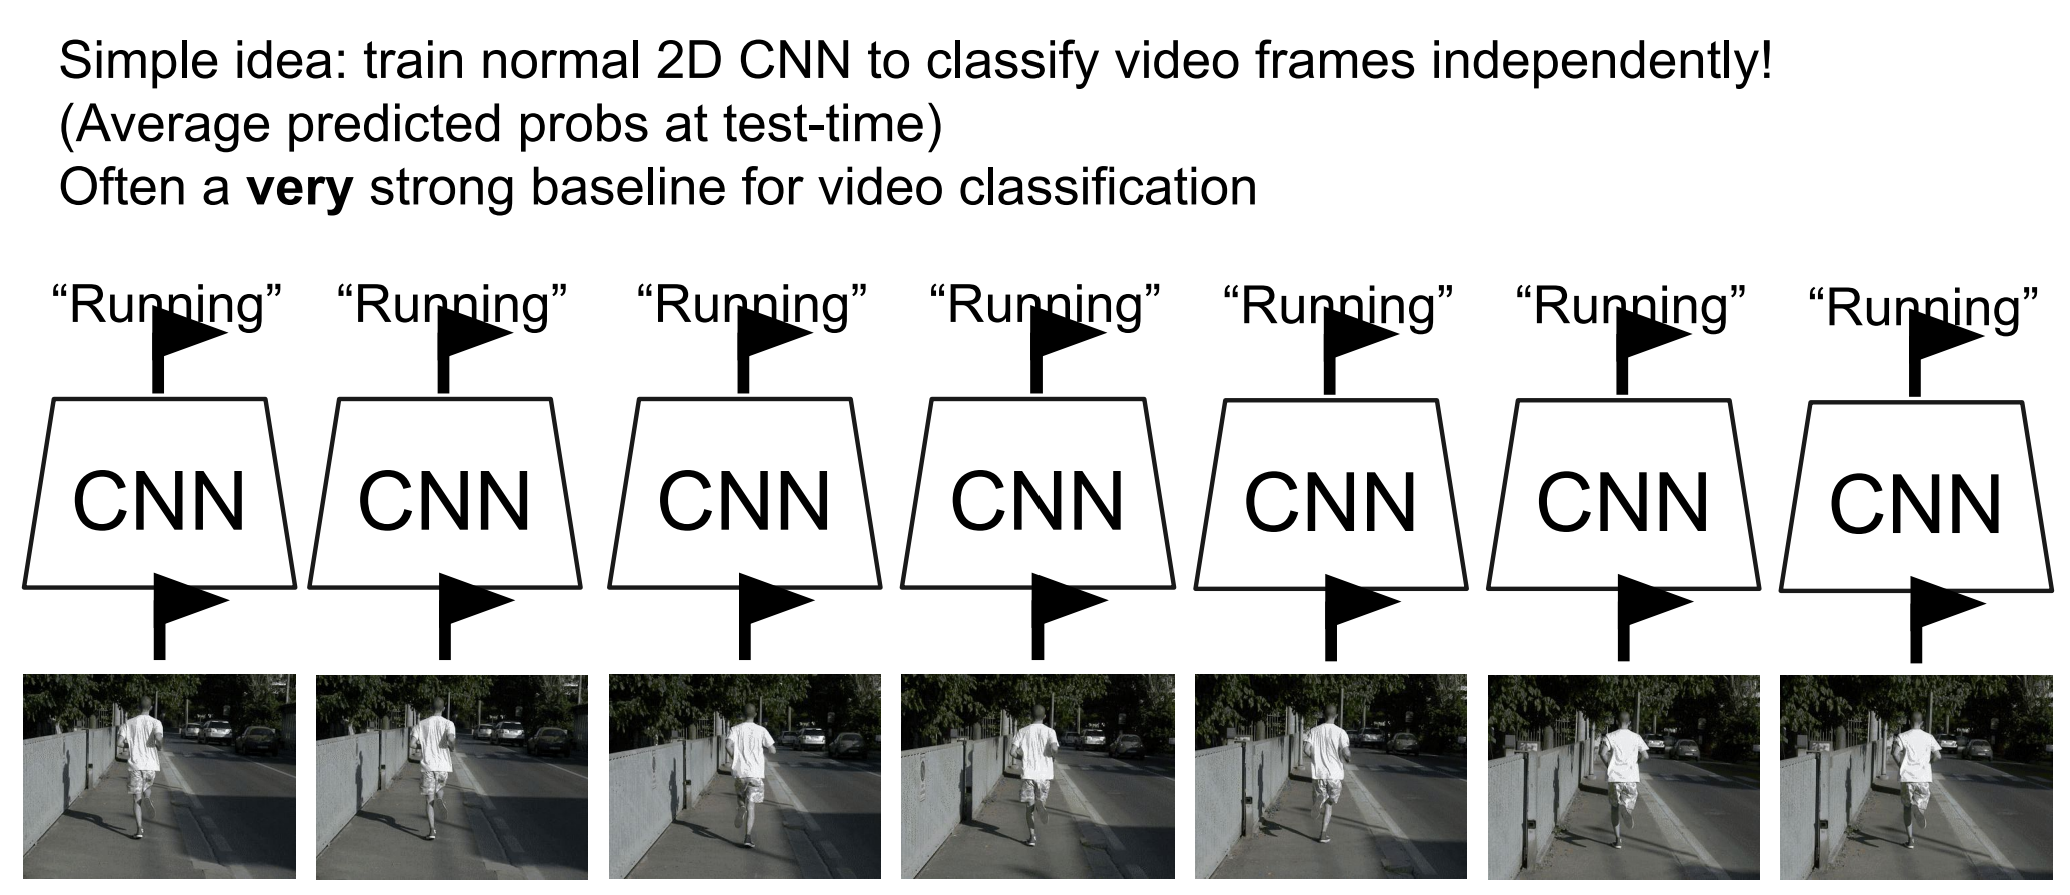 Simple idea: train normal 2D CNN to classify video frames independently!
(Average predicted probs at test-time)
Often a very strong baseline for video classification
“Running” “Running” “Running” “Running” “Running” “Running” “Running”
CNN CNN CNN CNN CNN CNN CNN